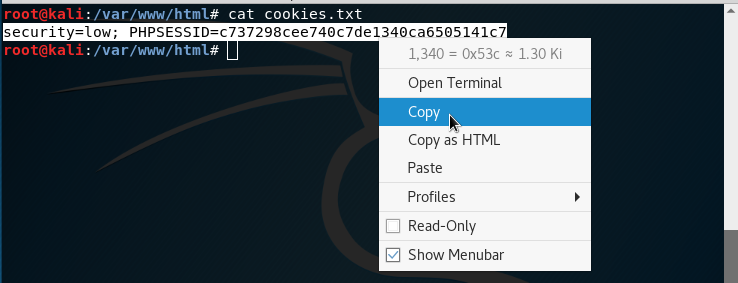 root@kali:/var/www/html# cat cookies.txt
security=low; PHPSESSID=c737298cee740c7de1340ca6505141c7
root@kali:/var/www/html#
1,340 = 0x53c ≈ 1.30 Ki
Open Terminal
Copy
Copy as HTML
Paste
Profiles
Read-Only
Show Menubar